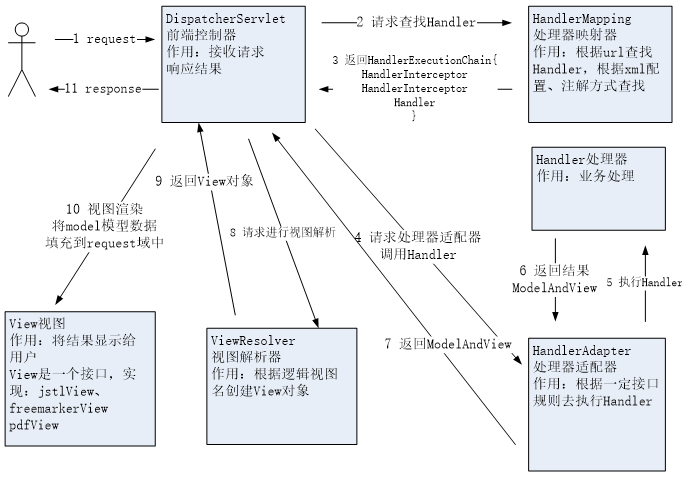 1 request
11 response
DispatcherServlet
前端控制器
作用：接收请求
响应结果
2 请求查找Handler
3 返回HandlerExecutionChain{
HandlerInterceptor
HandlerInterceptor
Handler
}
HandlerMapping
处理器映射器
作用：根据url查找
Handler，根据xml配
置、注解方式查找
Handler处理器
作用：业务处理
9 返回View对象
8 请求进行视图解析
4 请求处理器适配器
调用Handler
10 视图渲染
将model模型数据
填充到request域中
6 返回结果
ModelAndView
5 执行Handler
7 返回ModelAndView
View视图
作用：将结果显示给
用户
View是一个接口，实
现：jstlView、
freemarkerView
pdfView
ViewResolver
视图解析器
作用：根据逻辑视图
名创建View对象
HandlerAdapter
处理器适配器
作用：根据一定接口
规则去执行Handler